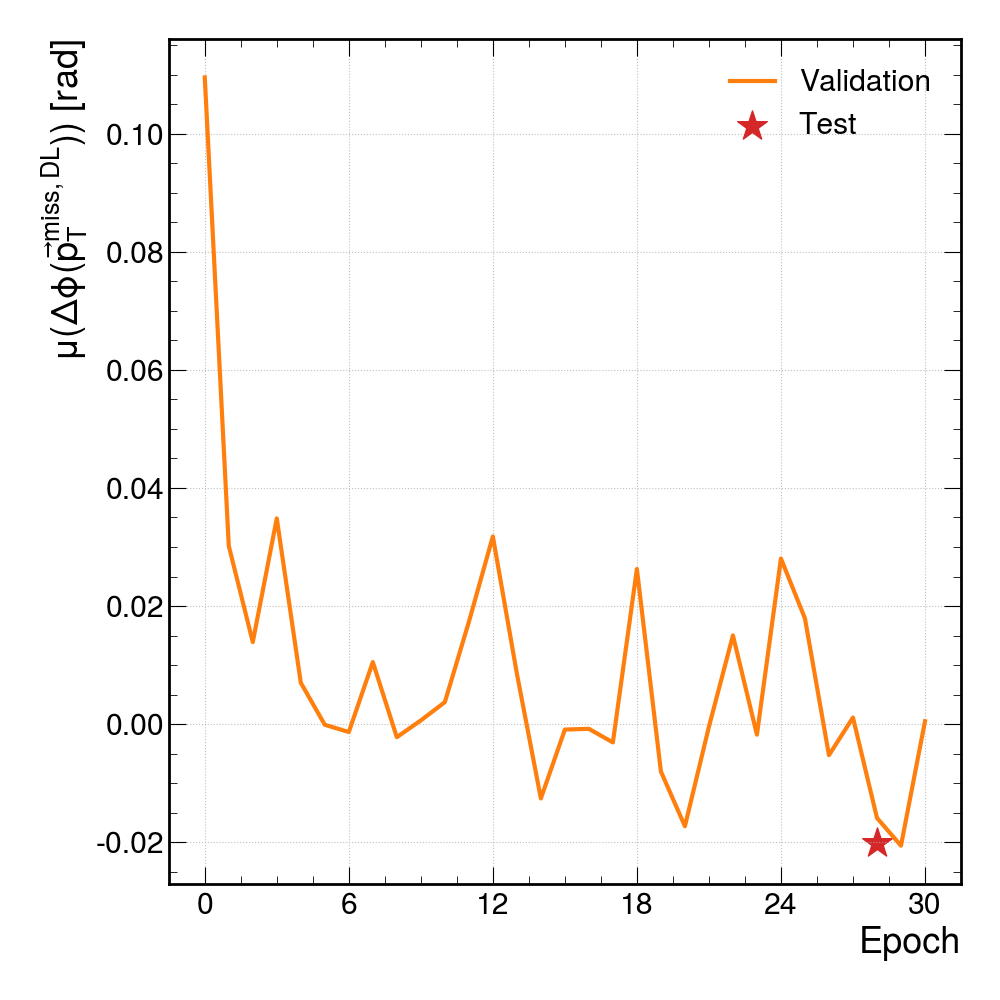 μ(Δϕ(p⃗_T^miss, DL)) [rad]
Validation
Test
0.10
0.08
0.06
0.04
0.02
0.00
-0.02
0 6 12 18 24 30
Epoch